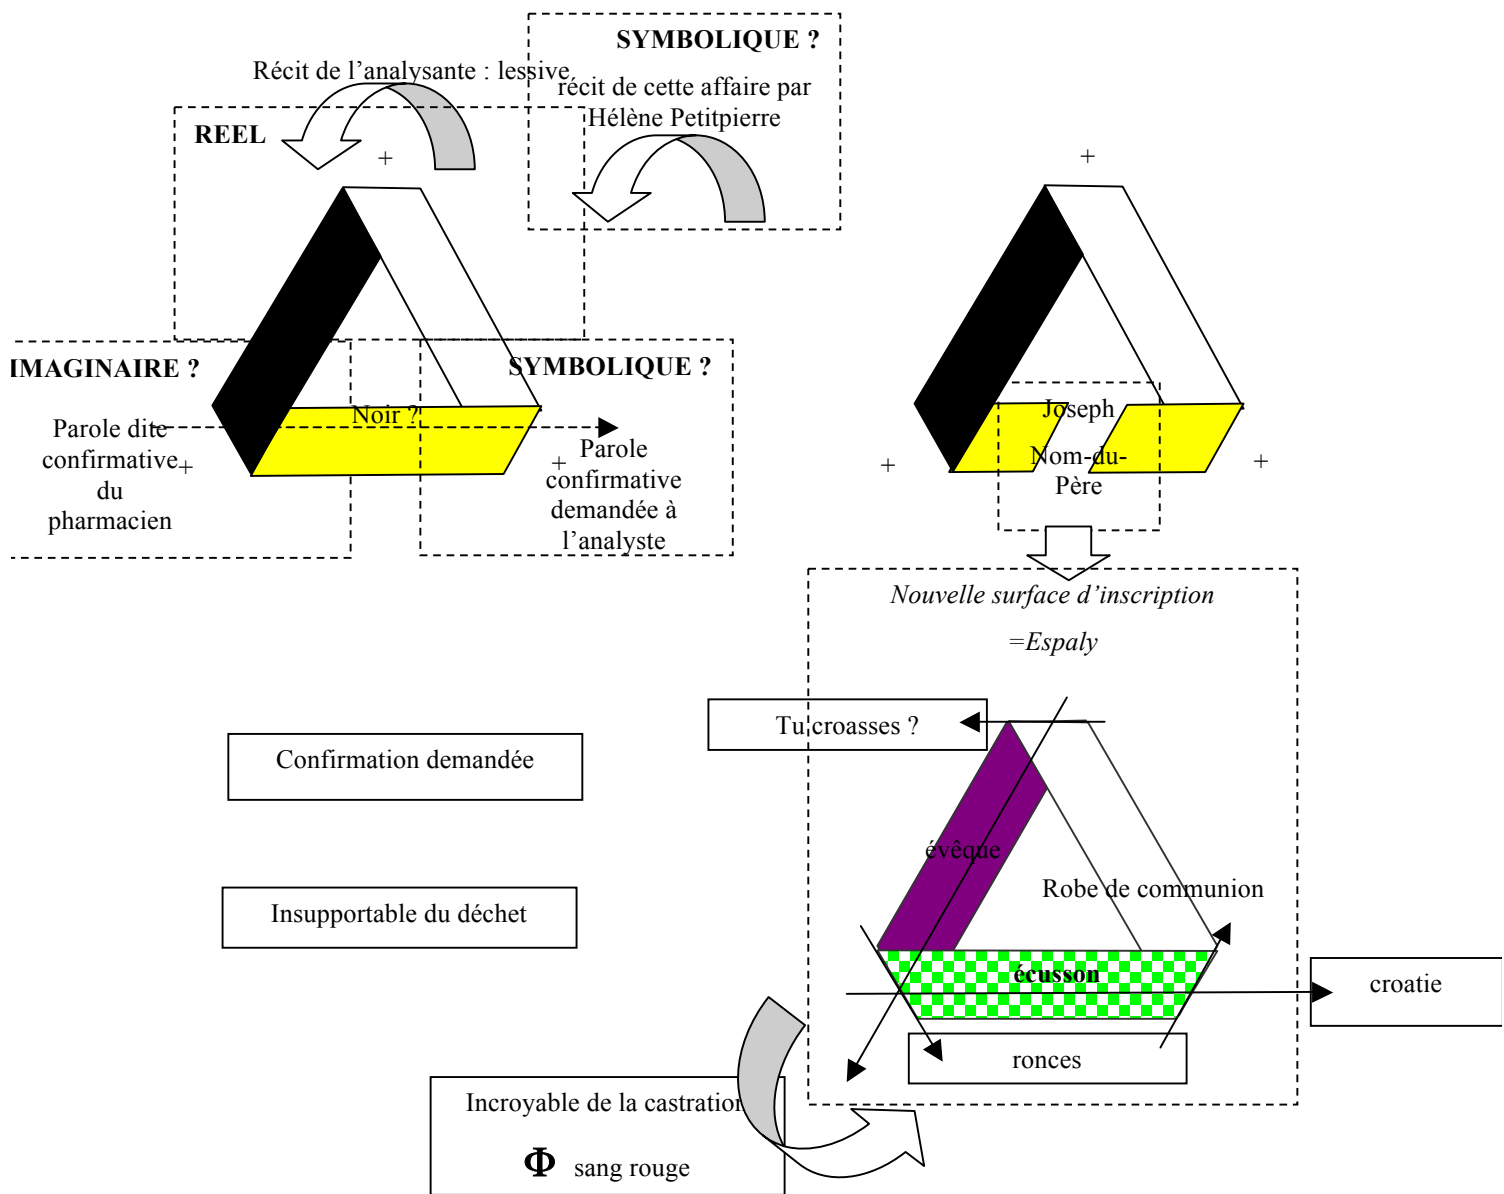 SYMBOLIQUE ?
Récit de l’analysante : lessive
récit de cette affaire par
Hélène Petitpierre
REEL
+
+
IMAGINAIRE ?
SYMBOLIQUE ?
Noir ?
Parole dite
confirmative
du
pharmacien
+
+
Parole
confirmative
demandée à
l’analyste
Joseph
Nom-du-
Père
+
+
Nouvelle surface d’inscription
=Espaly
Tu croasses ?
Confirmation demandée
évêque
Robe de communion
Insupportable du déchet
écusson
croatie
ronces
Incroyable de la castration
Φ sang rouge